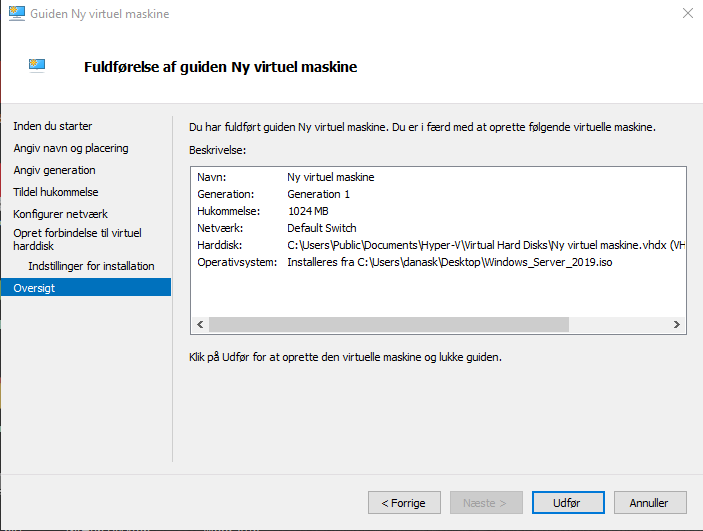 Guiden Ny virtuel maskine
Fuldførelse af guiden Ny virtuel maskine
Inden du starter
Angiv navn og placering
Angiv generation
Tildel hukommelse
Konfigurer netværk
Opret forbindelse til virtuel
harddisk
Indstillinger for installation
Oversigt
Du har fuldført guiden Ny virtuel maskine. Du er i færd med at oprette følgende virtuelle maskine.
Beskrivelse:
Navn: Ny virtuel maskine
Generation: Generation 1
Hukommelse: 1024 MB
Netværk: Default Switch
Harddisk: C:\Users\Public\Documents\Hyper-V\Virtual Hard Disks\Ny virtuel maskine.vhdx (VH
Operativsystem: Installeres fra C:\Users\danask\Desktop\Windows_Server_2019.iso
Klik på Udfør for at oprette den virtuelle maskine og lukke guiden.
< Forrige Næste > Udfør Annuller